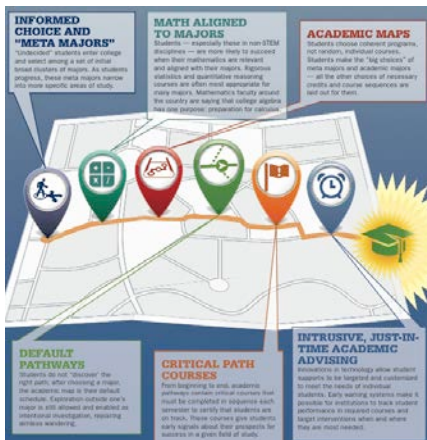 INFORMED
CHOICE AND
“META MAJORS”
"Undecided" students enter college
and select among a set of initial
broad clusters of majors. As students
progress, these meta majors narrow
into more specific areas of study.
MATH ALIGNED
TO MAJORS
Students — especially those in non-STEM
disciplines — are more likely to succeed
when their mathematics are relevant
and aligned with their majors. Rigorous
statistics and quantitative reasoning
courses are often most appropriate for
many majors. Mathematics faculty around
the country are saying that college algebra
has one purpose: preparation for calculus
ACADEMIC MAPS
Students choose coherent programs,
not random, individual courses.
Students make the "big choices" of
meta majors and academic majors
— all the other choices of necessary
credits and course sequences are
laid out for them.
DEFAULT
PATHWAYS
Students do not "discover" the
right path; after choosing a major,
the academic map is their default
schedule. Exploration outside one's
major is still allowed and enabled as
intentional investigation, repairing
aimless wandering.
CRITICAL PATH
COURSES
From beginning to end, academic
pathways contain critical courses that
must be completed in sequence each
semester to certify that students are
on track. These courses give students
early signals about their prospects for
success in a given field of study.
INTRUSIVE, JUST-IN-
TIME ACADEMIC
ADVISING
Innovations in technology allow student
supports to be targeted and customized
to meet the needs of individual
students. Early warning systems make it
possible for institutions to track student
performance in required courses and
target interventions when and where
they are most needed.